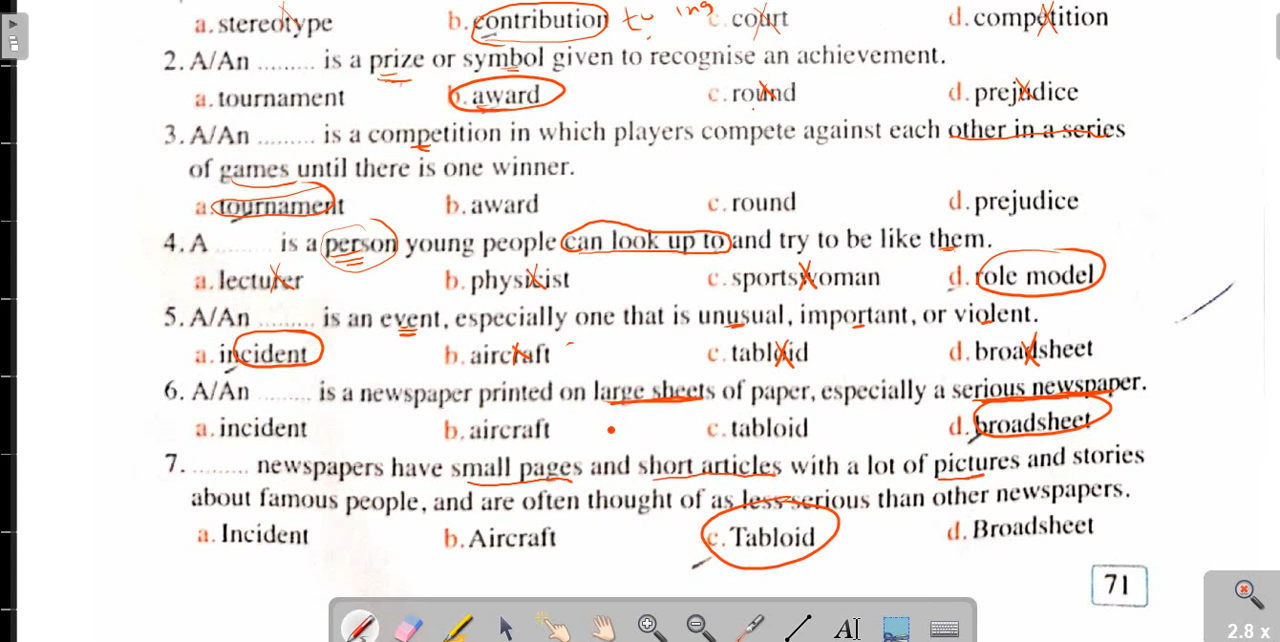 a. stereotype b. contribution to ing c. court d. competition
2. A/An ......... is a prize or symbol given to recognise an achievement.
a. tournament b. award c. round d. prejudice
3. A/An ......... is a competition in which players compete against each other in a series
of games until there is one winner.
a. tournament b. award c. round d. prejudice
4. A ......... is a person young people can look up to and try to be like them.
a. lecturer b. physicist c. sportswoman d. role model
5. A/An ......... is an event, especially one that is unusual, important, or violent.
a. incident b. aircraft c. tabloid d. broadsheet
6. A/An ......... is a newspaper printed on large sheets of paper, especially a serious newspaper.
a. incident b. aircraft c. tabloid d. broadsheet
7. ......... newspapers have small pages and short articles with a lot of pictures and stories
about famous people, and are often thought of as less serious than other newspapers.
a. Incident b. Aircraft c. Tabloid d. Broadsheet
71
A
2.8 x